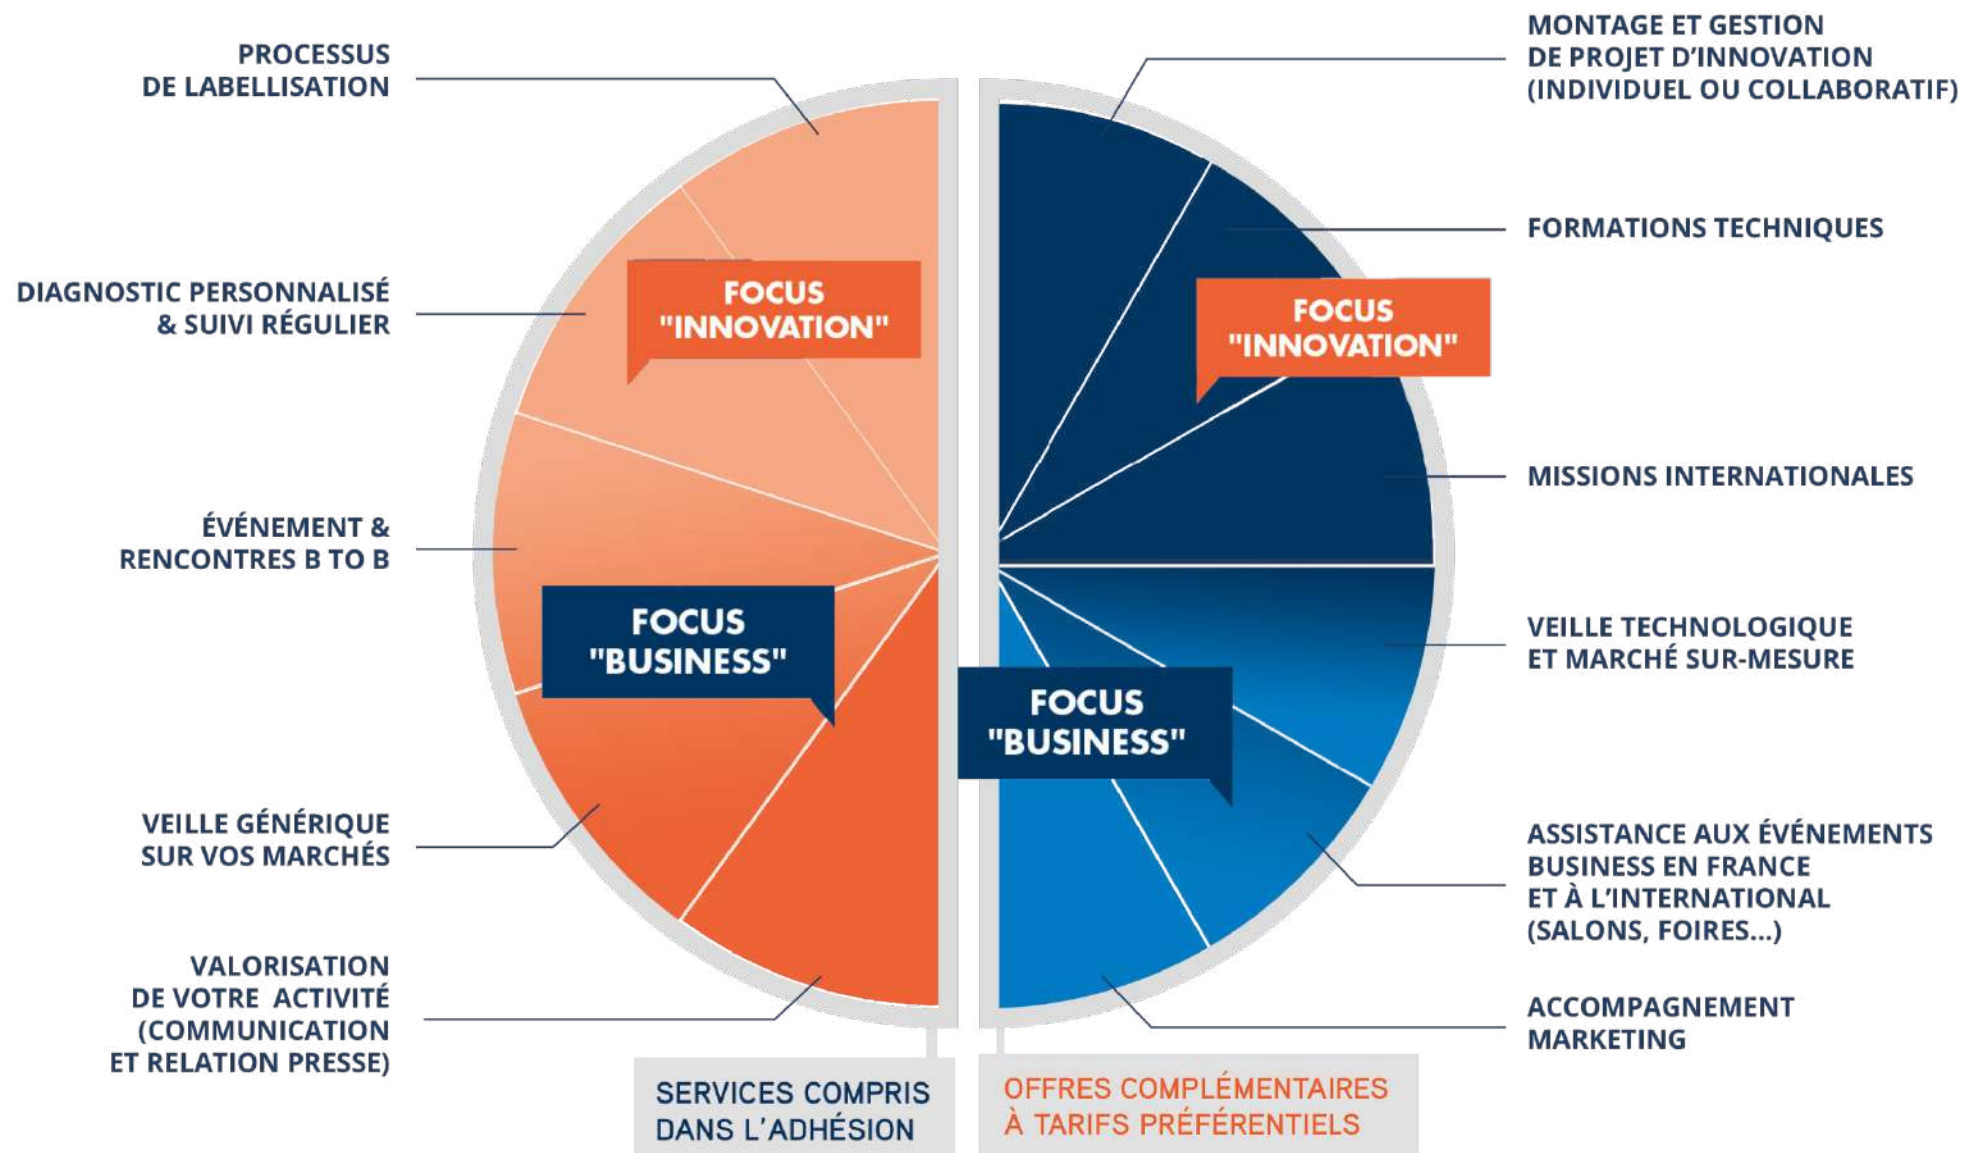 PROCESSUS
DE LABELLISATION
DIAGNOSTIC PERSONNALISÉ
& SUIVI RÉGULIER
ÉVÉNEMENT &
RENCONTRES B TO B
VEILLE GÉNÉRIQUE
SUR VOS MARCHÉS
VALORISATION
DE VOTRE ACTIVITÉ
(COMMUNICATION
ET RELATION PRESSE)
FOCUS
"INNOVATION"
FOCUS
"BUSINESS"
SERVICES COMPRIS
DANS L'ADHÉSION
MONTAGE ET GESTION
DE PROJET D'INNOVATION
(INDIVIDUEL OU COLLABORATIF)
FORMATIONS TECHNIQUES
FOCUS
"INNOVATION"
MISSIONS INTERNATIONALES
VEILLE TECHNOLOGIQUE
ET MARCHÉ SUR-MESURE
FOCUS
"BUSINESS"
ASSISTANCE AUX ÉVÉNEMENTS
BUSINESS EN FRANCE
ET À L'INTERNATIONAL
(SALONS, FOIRES...)
ACCOMPAGNEMENT
MARKETING
OFFRES COMPLÉMENTAIRES
À TARIFS PRÉFÉRENTIELS